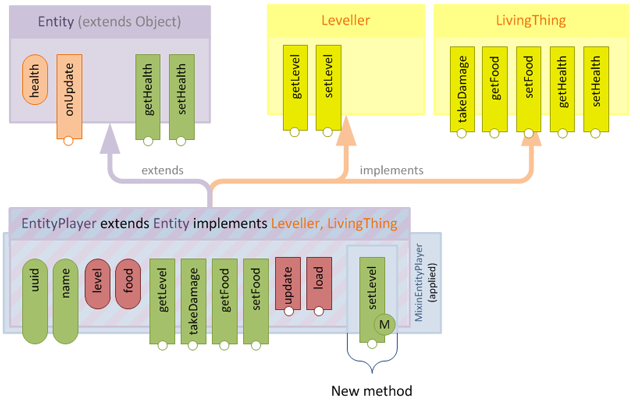 Entity (extends Object)
Leveller
LivingThing
health
onUpdate
getHealth
setHealth
getLevel
setLevel
takeDamage
getFood
setFood
getHealth
setHealth
extends
implements
EntityPlayer extends Entity implements Leveller, LivingThing
uuid
name
level
food
getLevel
takeDamage
getFood
setFood
update
load
setLevel
M
MixinEntityPlayer
(applied)
New method